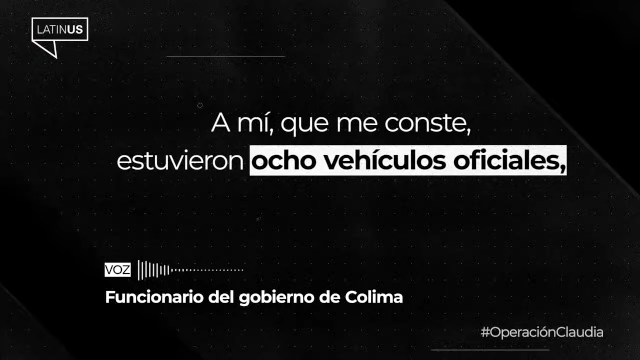 LATINUS
A mí, que me conste,
estuvieron ocho vehículos oficiales,
VOZ
Funcionario del gobierno de Colima
#OperaciónClaudia